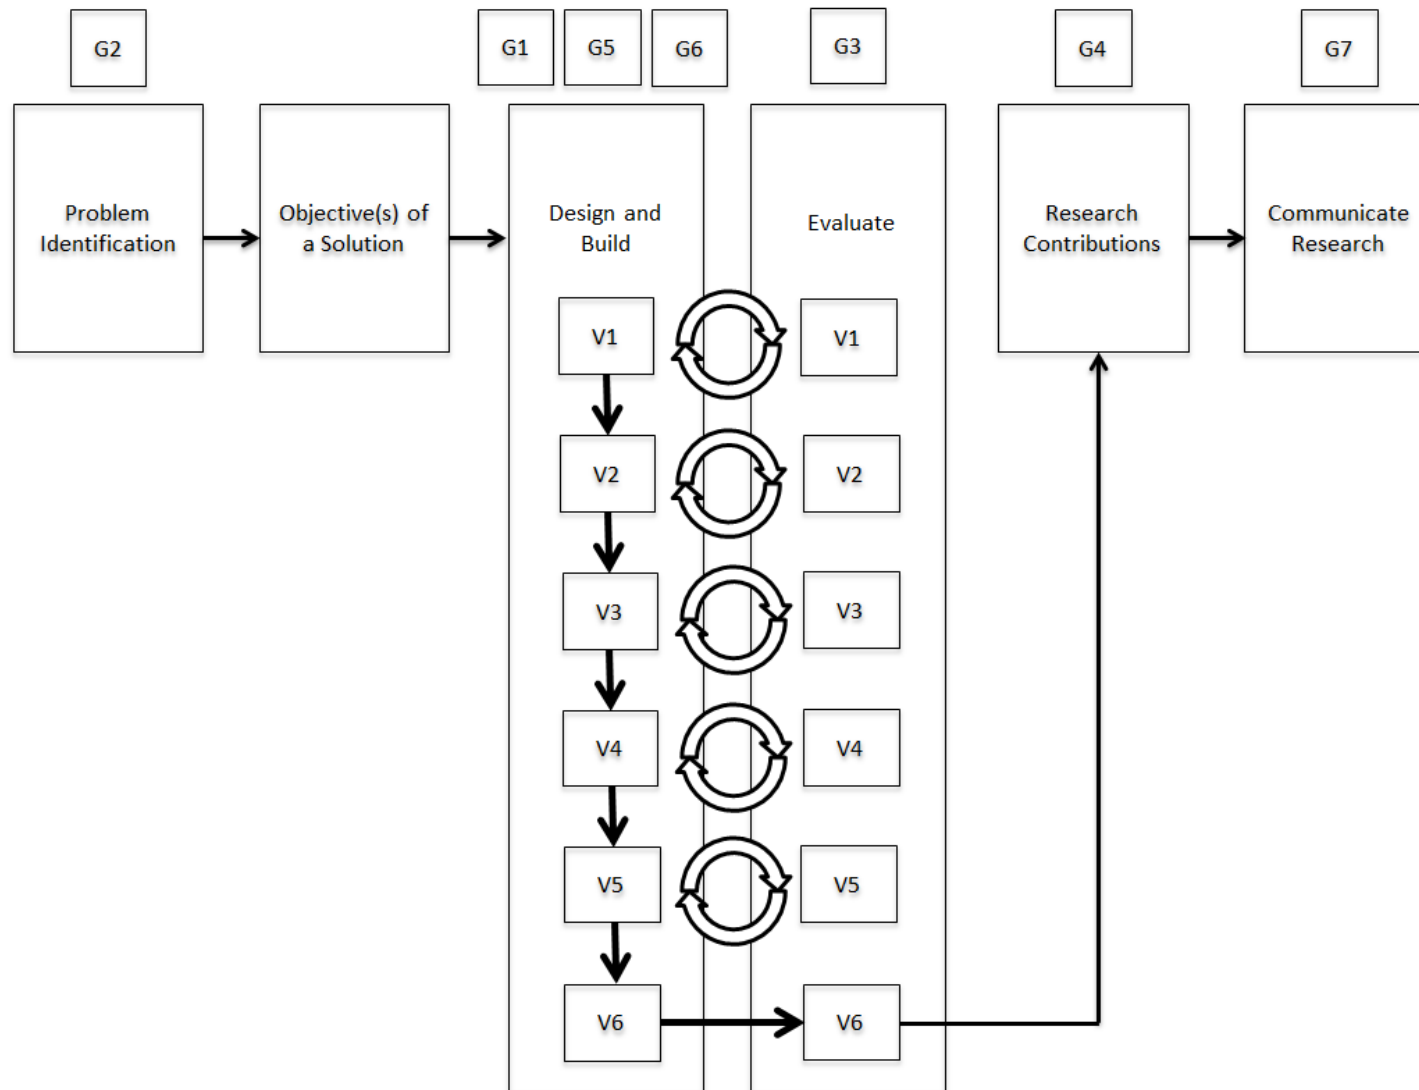 G2
G1
G5
G6
G3
G4
G7
Problem
Identification
Objective(s) of
a Solution
Design and
Build
Evaluate
Research
Contributions
Communicate
Research
V1
V1
V2
V2
V3
V3
V4
V4
V5
V5
V6
V6